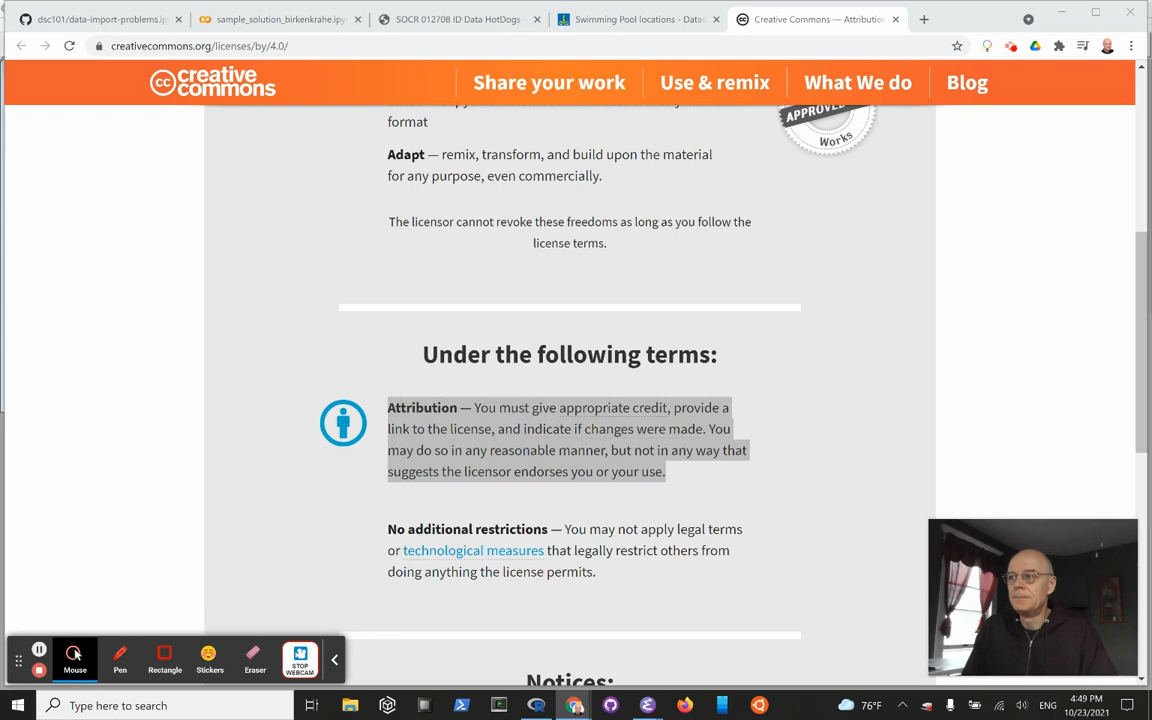 dsc101/data-import-problems.ip
sample_solution_birkenkrahe.ipy
SOCR 012708 ID Data HotDogs
Swimming Pool locations - Datas
Creative Commons — Attributio
creativecommons.org/licenses/by/4.0/
creative commons
Share your work
Use & remix
What We do
Blog
format
APPROVED
Works
Adapt — remix, transform, and build upon the material
for any purpose, even commercially.
The licensor cannot revoke these freedoms as long as you follow the
license terms.
Under the following terms:
Attribution — You must give appropriate credit, provide a
link to the license, and indicate if changes were made. You
may do so in any reasonable manner, but not in any way that
suggests the licensor endorses you or your use.
No additional restrictions — You may not apply legal terms
or technological measures that legally restrict others from
doing anything the license permits.
Notices:
Mouse
Pen
Rectangle
Stickers
Eraser
STOP
WEBCAM
Type here to search
76°F
ENG
4:49 PM
10/23/2021